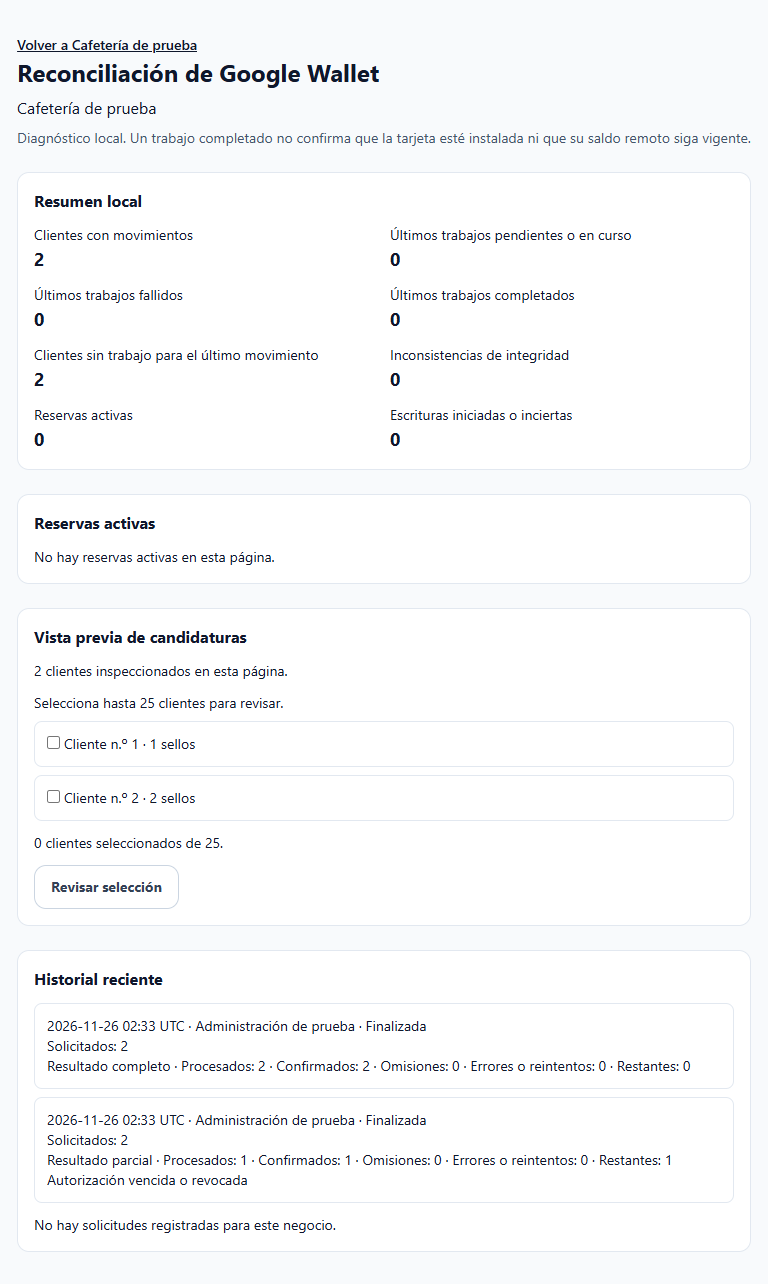 Volver a Cafetería de prueba
Reconciliación de Google Wallet
Cafetería de prueba
Diagnóstico local. Un trabajo completado no confirma que la tarjeta esté instalada ni que su saldo remoto siga vigente.
Resumen local
Clientes con movimientos
2
Últimos trabajos pendientes o en curso
0
Últimos trabajos fallidos
0
Últimos trabajos completados
0
Clientes sin trabajo para el último movimiento
2
Inconsistencias de integridad
0
Reservas activas
0
Escrituras iniciadas o inciertas
0
Reservas activas
No hay reservas activas en esta página.
Vista previa de candidaturas
2 clientes inspeccionados en esta página.
Selecciona hasta 25 clientes para revisar.
Cliente n.º 1 · 1 sellos
Cliente n.º 2 · 2 sellos
0 clientes seleccionados de 25.
Revisar selección
Historial reciente
2026-11-26 02:33 UTC · Administración de prueba · Finalizada
Solicitados: 2
Resultado completo · Procesados: 2 · Confirmados: 2 · Omisiones: 0 · Errores o reintentos: 0 · Restantes: 0
2026-11-26 02:33 UTC · Administración de prueba · Finalizada
Solicitados: 2
Resultado parcial · Procesados: 1 · Confirmados: 1 · Omisiones: 0 · Errores o reintentos: 0 · Restantes: 1
Autorización vencida o revocada
No hay solicitudes registradas para este negocio.